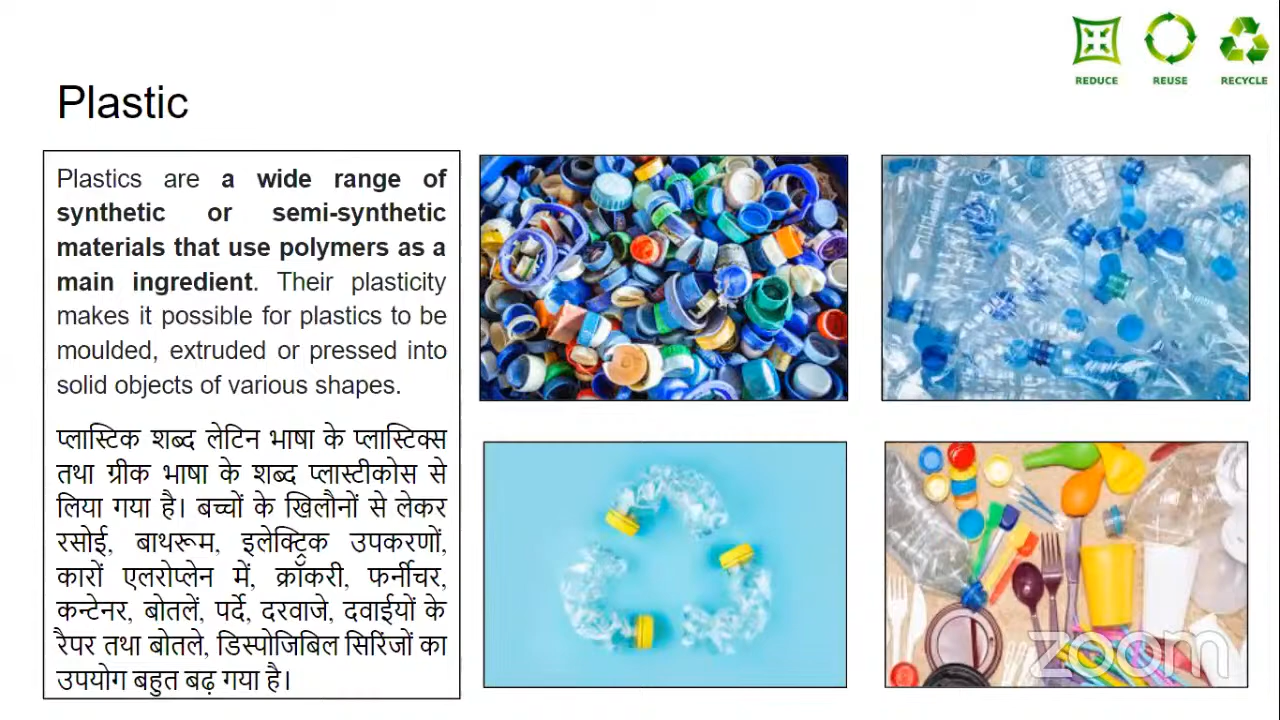 REDUCE REUSE RECYCLE
Plastic
Plastics are a wide range of
synthetic or semi-synthetic
materials that use polymers as a
main ingredient. Their plasticity
makes it possible for plastics to be
moulded, extruded or pressed into
solid objects of various shapes.
प्लास्टिक शब्द लेटिन भाषा के प्लास्टिक्स
तथा ग्रीक भाषा के शब्द प्लास्टीकोस से
लिया गया है। बच्चों के खिलौनों से लेकर
रसोई, बाथरूम, इलेक्ट्रिक उपकरणों,
कारों एलरोप्लेन में, क्रॉकरी, फर्नीचर,
कन्टेनर, बोतलें, पर्दे, दरवाजे, दवाईयों के
रैपर तथा बोतले, डिस्पोजिबिल सिरिंजों का
उपयोग बहुत बढ़ गया है।
zoom